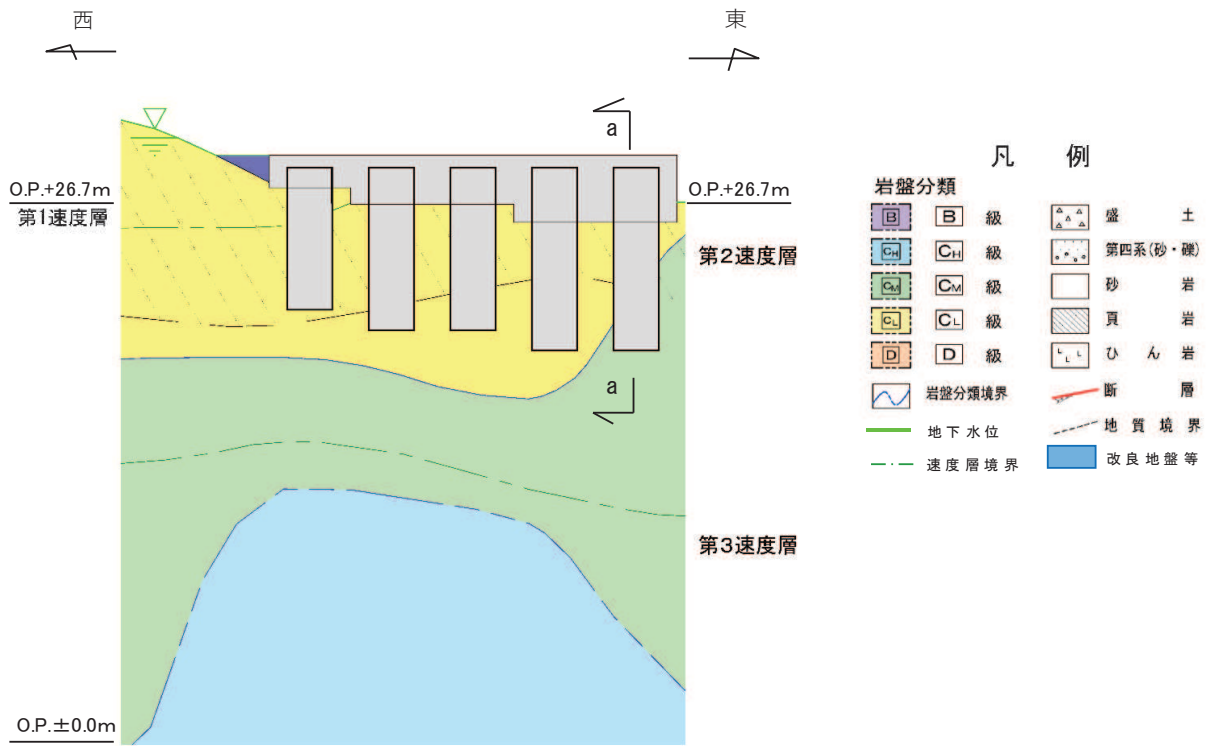 西
東
a
O.P.+26.7m
第1速度層
O.P.+26.7m
第2速度層
a
第3速度層
O.P.±0.0m
凡 例
岩盤分類
B B 級
CH CH 級
CM CM 級
CL CL 級
D D 級
岩盤分類境界
地下水位
速度層境界
盛 土
第四系(砂・礫)
砂 岩
頁 岩
ひ ん 岩
断 層
地質境界
改良地盤等